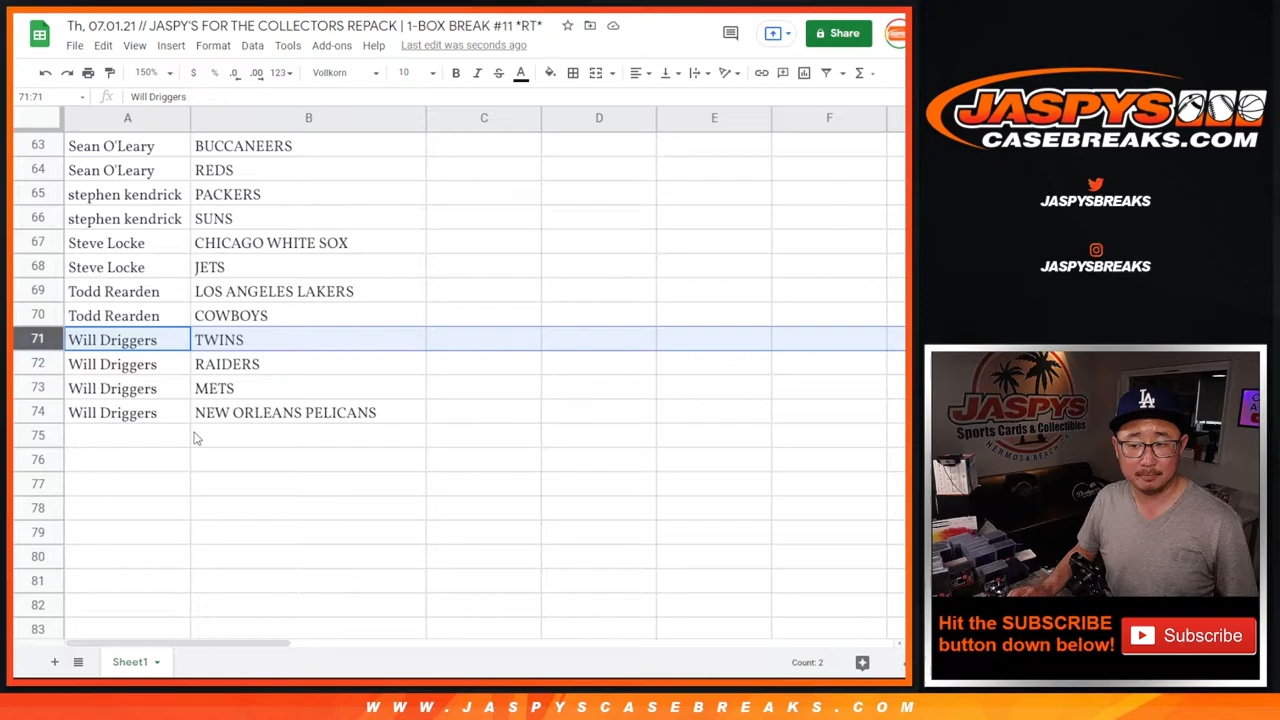 Th, 07.01.21 // JASPY'S FOR THE COLLECTORS REPACK | 1-BOX BREAK #11 *RT*
File Edit View Insert Format Data Tools Add-ons Help Last edit was seconds ago
Share
150% $ % .0 .00 123 Vollkorn 10 B I S A
71:71 fx Will Driggers
A B C D E F
63 Sean O'Leary BUCCANEERS
64 Sean O'Leary REDS
65 stephen kendrick PACKERS
66 stephen kendrick SUNS
67 Steve Locke CHICAGO WHITE SOX
68 Steve Locke JETS
69 Todd Rearden LOS ANGELES LAKERS
70 Todd Rearden COWBOYS
71 Will Driggers TWINS
72 Will Driggers RAIDERS
73 Will Driggers METS
74 Will Driggers NEW ORLEANS PELICANS
75
76
77
78
79
80
81
82
83
Sheet1
Count: 2
JASPYS
CASEBREAKS.COM
JASPYSBREAKS
JASPYSBREAKS
JASPYS
Sports Cards & Collectibles
HERMOSA BEACH, CA
LA
Hit the SUBSCRIBE
button down below!
Subscribe
WWW.JASPYSCASEBREAKS.COM